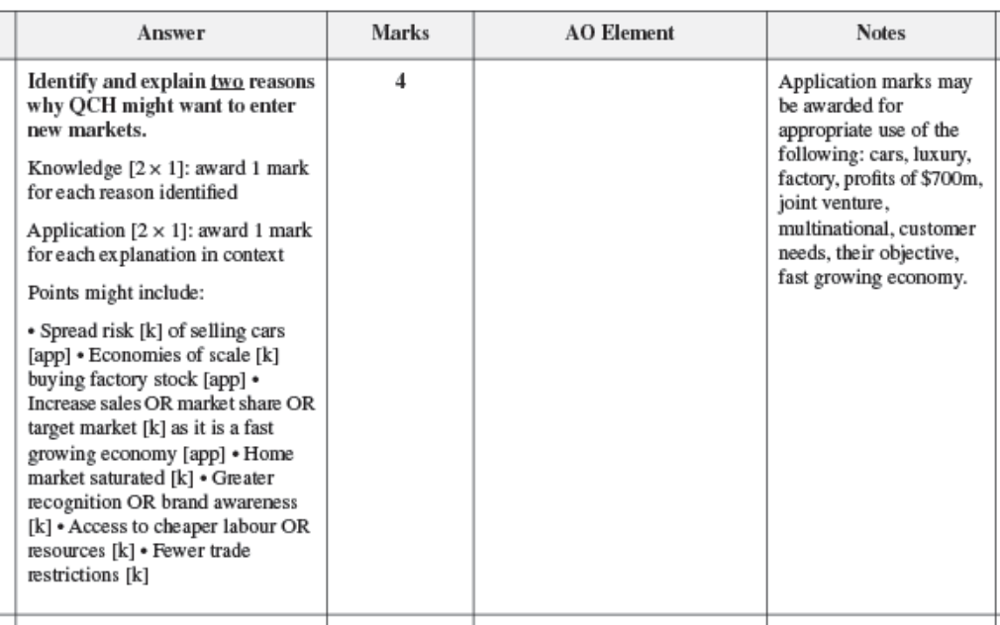 Answer
Marks
AO Element
Notes
Identify and explain two reasons
why QCH might want to enter
new markets.
Knowledge [2 × 1]: award 1 mark
for each reason identified
Application [2 × 1]: award 1 mark
for each explanation in context
Points might include:
• Spread risk [k] of selling cars
[app] • Economies of scale [k]
buying factory stock [app] •
Increase sales OR market share OR
target market [k] as it is a fast
growing economy [app] • Home
market saturated [k] • Greater
recognition OR brand awareness
[k] • Access to cheaper labour OR
resources [k] • Fewer trade
restrictions [k]
4
Application marks may
be awarded for
appropriate use of the
following: cars, luxury,
factory, profits of $700m,
joint venture,
multinational, customer
needs, their objective,
fast growing economy.